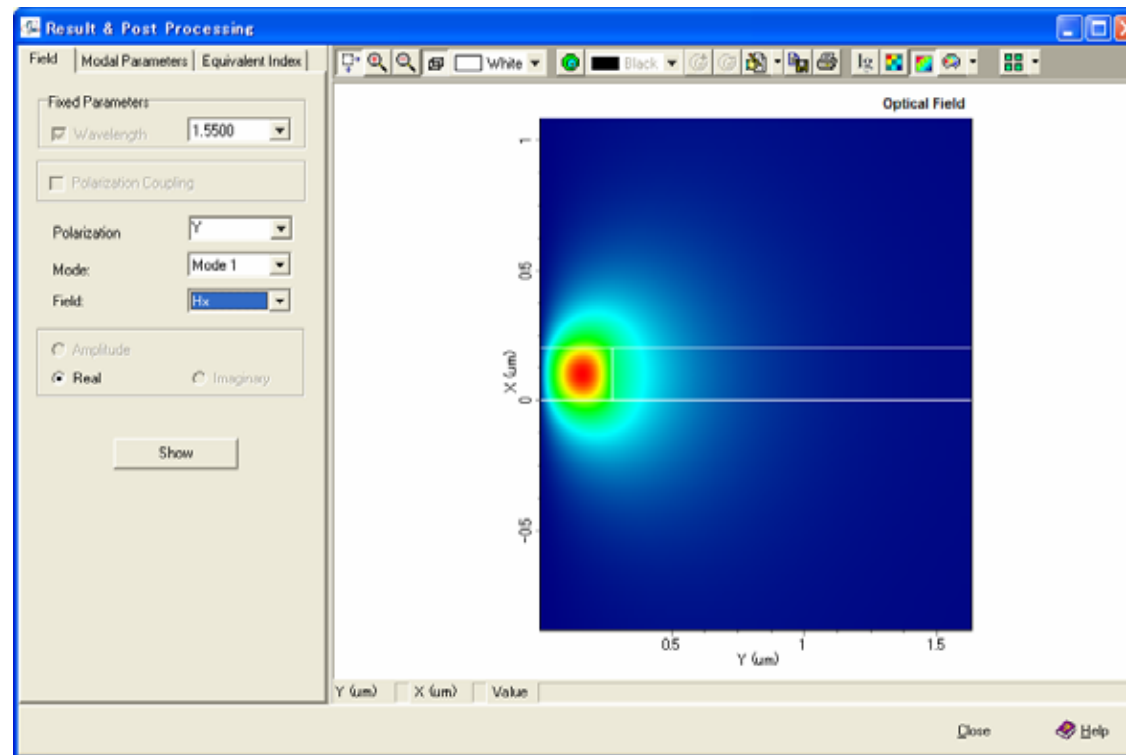 Result & Post Processing
Field
Modal Parameters
Equivalent Index
White
Black
lg
Fixed Parameters
Wavelength
1.5500
Polarization Coupling
Polarization
Y
Mode:
Mode 1
Field:
Hx
Amplitude
Real
Imaginary
Show
Optical Field
1
0.5
X (um)
0
-0.5
0.5
1
1.5
Y (um)
Y (um)
X (um)
Value
Close
Help